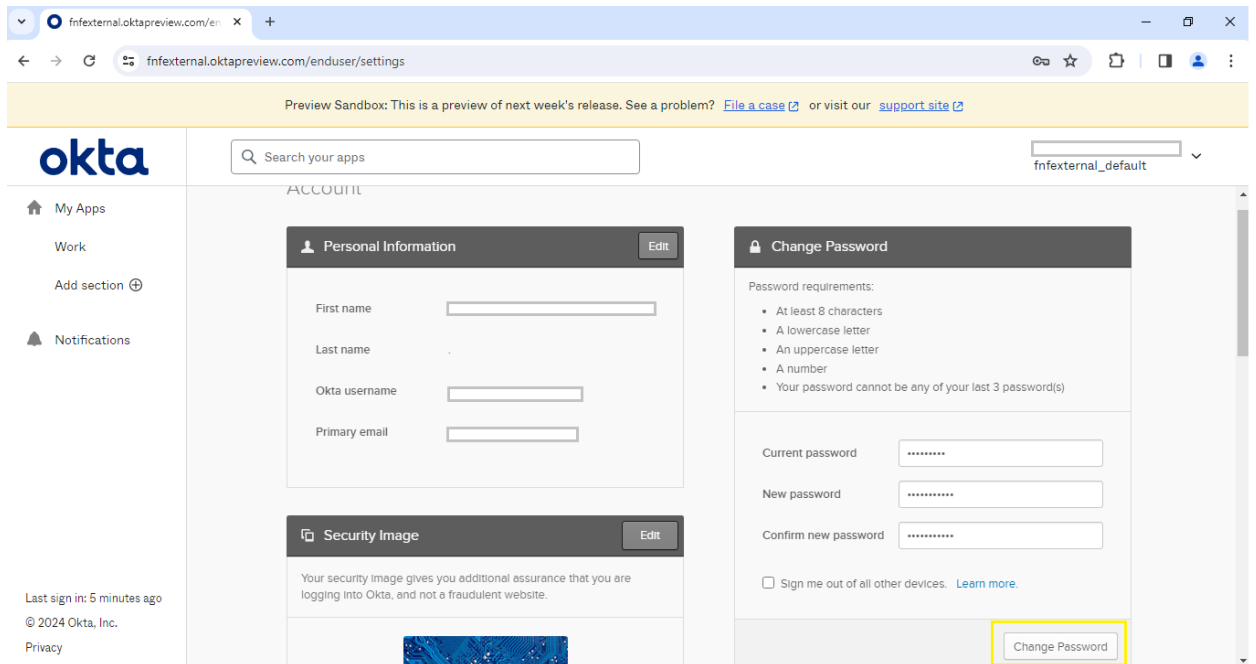 fnfexternal.oktapreview.com/en
fnfexternal.oktapreview.com/enduser/settings
Preview Sandbox: This is a preview of next week's release. See a problem? File a case or visit our support site
okta
Search your apps
fnfexternal_default
My Apps
Work
Add section
Notifications
Last sign in: 5 minutes ago
© 2024 Okta, Inc.
Privacy
Account
Personal Information
Edit
First name
Last name .
Okta username
Primary email
Security Image
Edit
Your security image gives you additional assurance that you are
logging into Okta, and not a fraudulent website.
Change Password
Password requirements:
• At least 8 characters
• A lowercase letter
• An uppercase letter
• A number
• Your password cannot be any of your last 3 password(s)
Current password •••••••••
New password •••••••••••
Confirm new password •••••••••••
Sign me out of all other devices. Learn more.
Change Password